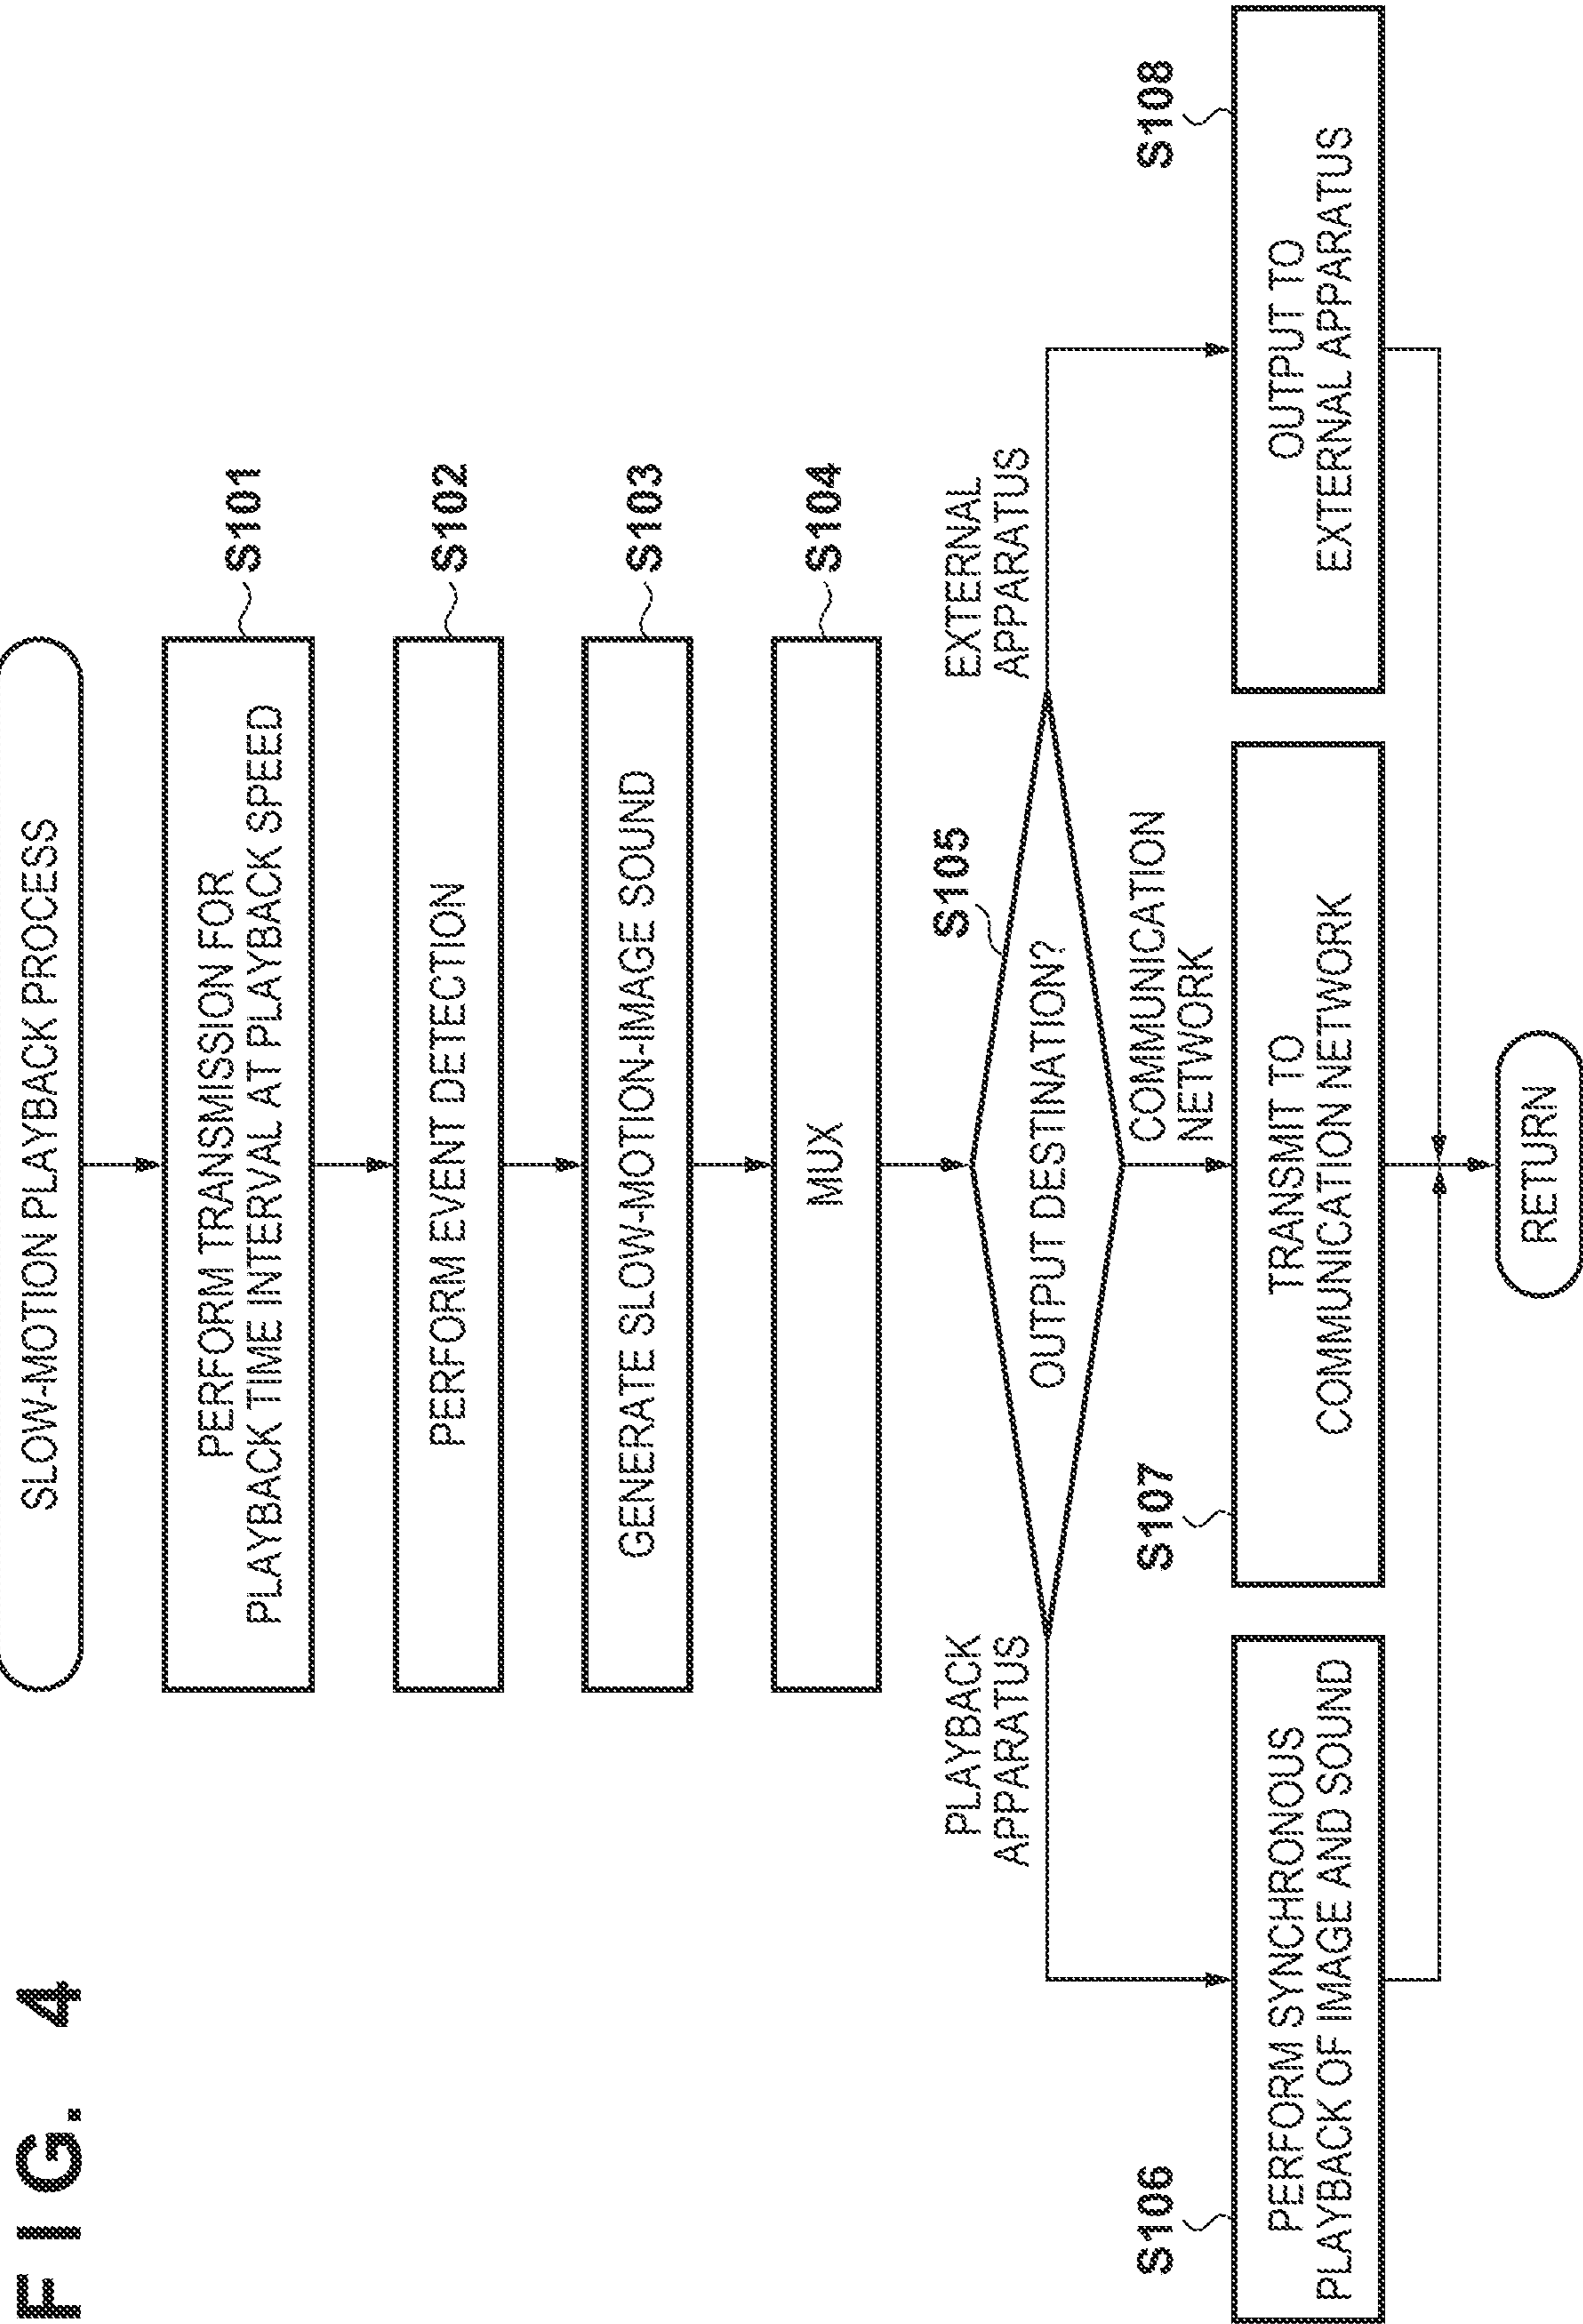 FIG. 4
SLOW-MOTION PLAYBACK PROCESS
PERFORM TRANSMISSION FOR
PLAYBACK TIME INTERVAL AT PLAYBACK SPEED
S101
PERFORM EVENT DETECTION
S102
GENERATE SLOW-MOTION-IMAGE SOUND
S103
MUX
S104
S105
OUTPUT DESTINATION?
PLAYBACK
APPARATUS
EXTERNAL
APPARATUS
COMMUNICATION
NETWORK
S106
PERFORM SYNCHRONOUS
PLAYBACK OF IMAGE AND SOUND
S107
TRANSMIT TO
COMMUNICATION NETWORK
S108
OUTPUT TO
EXTERNAL APPARATUS
RETURN